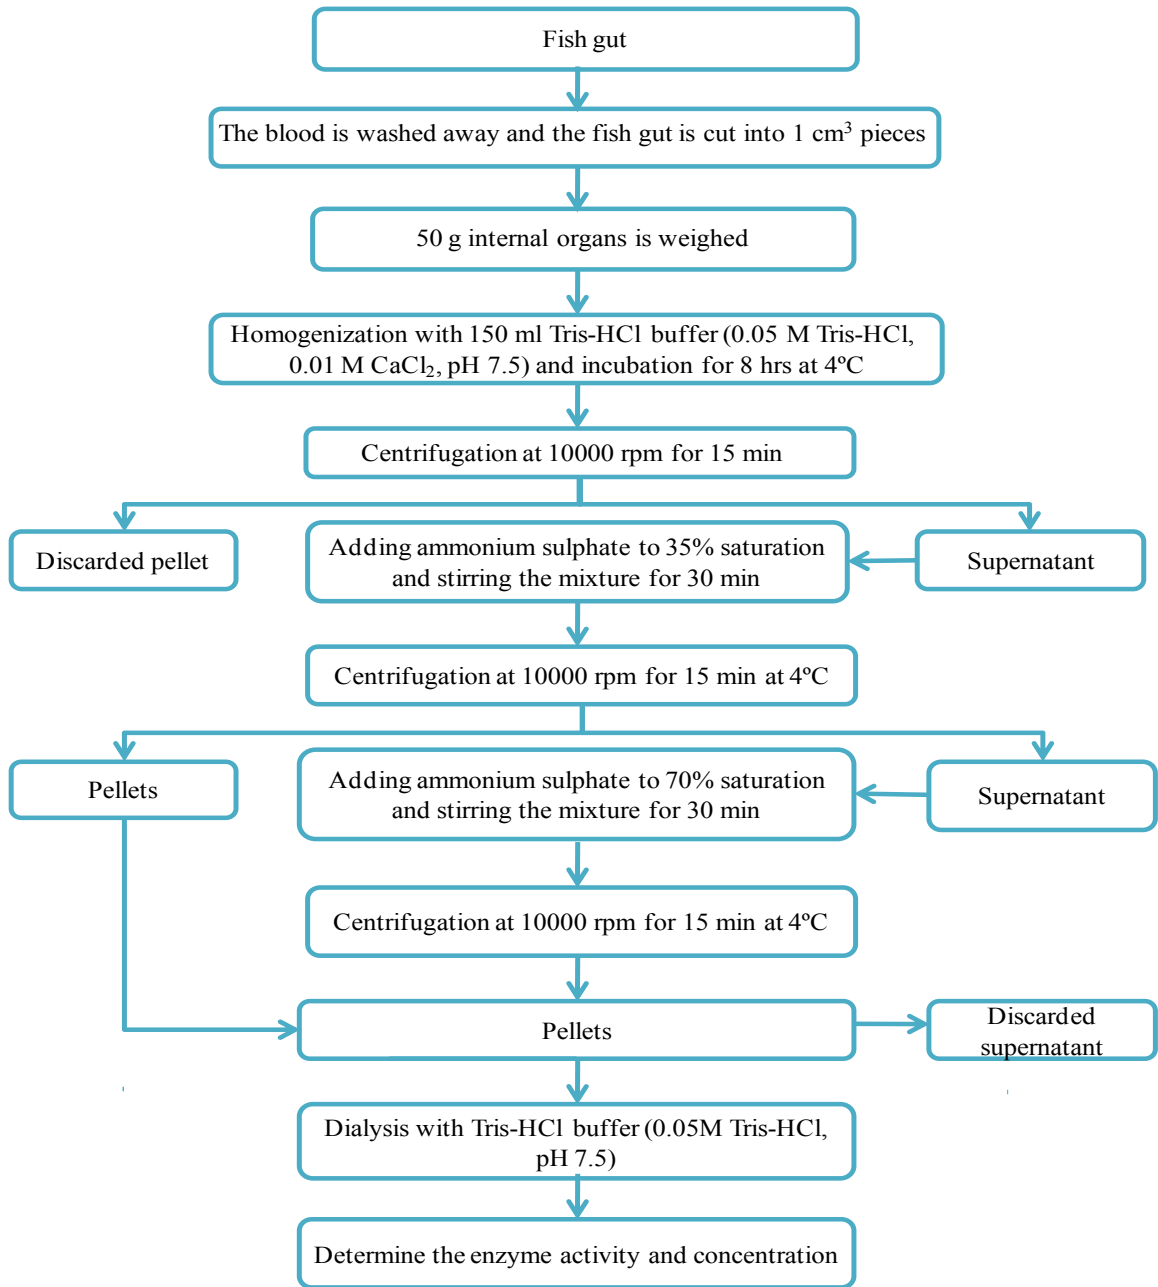 Fish gut
The blood is washed away and the fish gut is cut into 1 cm³ pieces
50 g internal organs is weighed
Homogenization with 150 ml Tris-HCl buffer (0.05 M Tris-HCl,
0.01 M CaCl₂, pH 7.5) and incubation for 8 hrs at 4ºC
Centrifugation at 10000 rpm for 15 min
Discarded pellet
Adding ammonium sulphate to 35% saturation
and stirring the mixture for 30 min
Supernatant
Centrifugation at 10000 rpm for 15 min at 4ºC
Pellets
Adding ammonium sulphate to 70% saturation
and stirring the mixture for 30 min
Supernatant
Centrifugation at 10000 rpm for 15 min at 4ºC
Pellets
Discarded
supernatant
Dialysis with Tris-HCl buffer (0.05M Tris-HCl,
pH 7.5)
Determine the enzyme activity and concentration